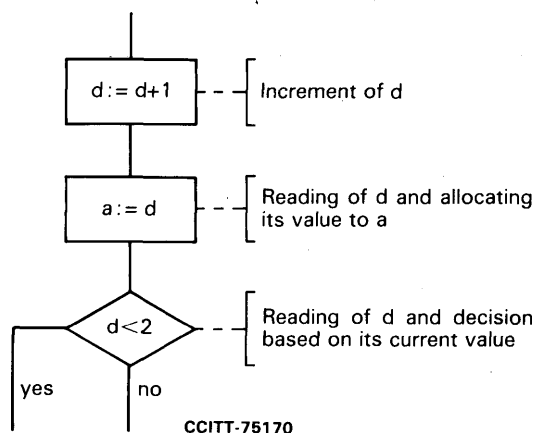 d := d+1
Increment of d
a := d
Reading of d and allocating
its value to a
d<2
Reading of d and decision
based on its current value
yes
no
CCITT-75170